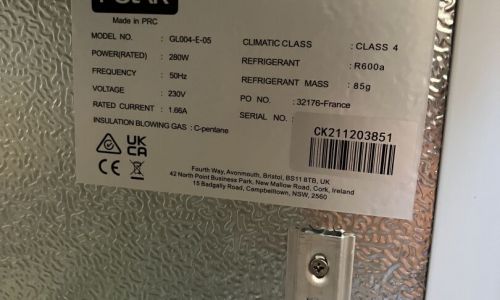 POLAR
Made in PRC
MODEL NO. : GL004-E-05
POWER(RATED) : 280W
FREQUENCY : 50Hz
VOLTAGE : 230V
RATED CURRENT : 1.66A
INSULATION BLOWING GAS : C-pentane
CLIMATIC CLASS : CLASS 4
REFRIGERANT : R600a
REFRIGERANT MASS : 85g
PO NO. : 32176-France
SERIAL NO. :
CK211203851
UK
CA
CE
Fourth Way, Avonmouth, Bristol, BS11 8TB, UK
42 North Point Business Park, New Mallow Road, Cork, Ireland
15 Badgally Road, Campbelltown, NSW, 2560